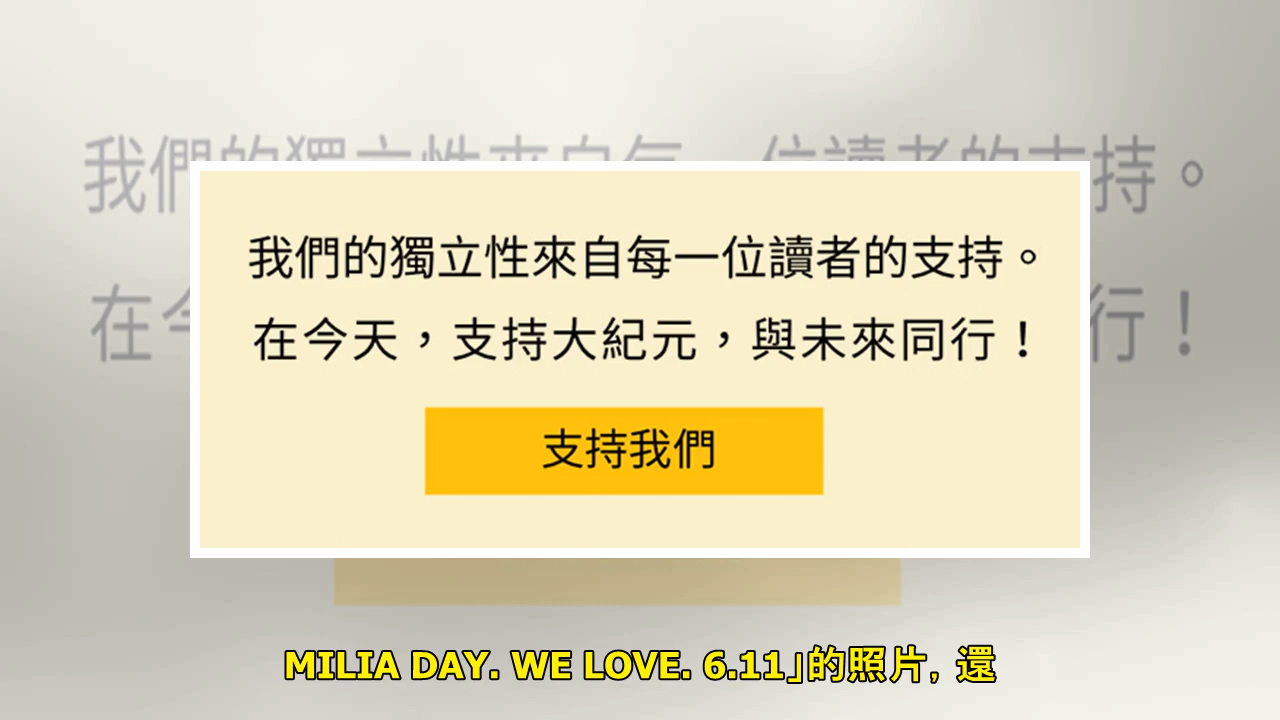 我們的獨立性來自每一位讀者的支持。
在今天，支持大紀元，與未來同行！
支持我們
MILIA DAY. WE LOVE. 6.11」的照片，還